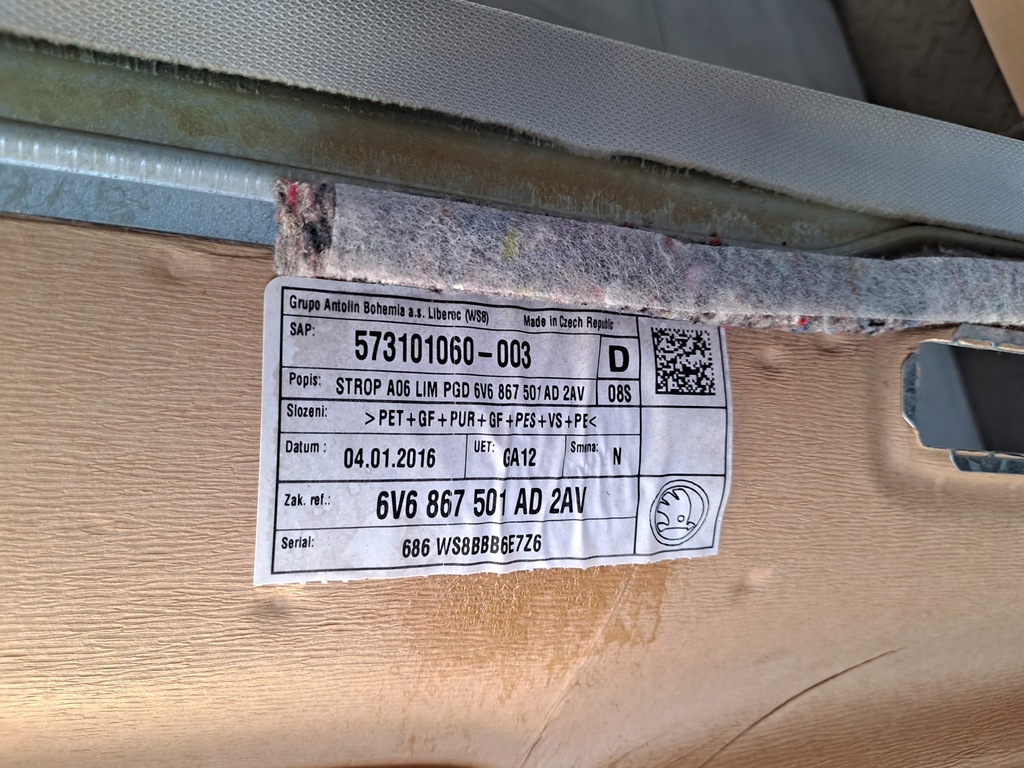 Grupo Antolin Bohemia a.s. Liberec (WS8) Made in Czech Republic
SAP: 573101060-003 D
Popis: STROP A06 LIM PGD 6V6 867 501 AD 2AV 08S
Slozeni: >PET+GF+PUR+GF+PES+VS+PE<
Datum : 04.01.2016 UET: GA12 Smena: N
Zak. ref.: 6V6 867 501 AD 2AV
Serial: 686 WS8BBB6E7Z6